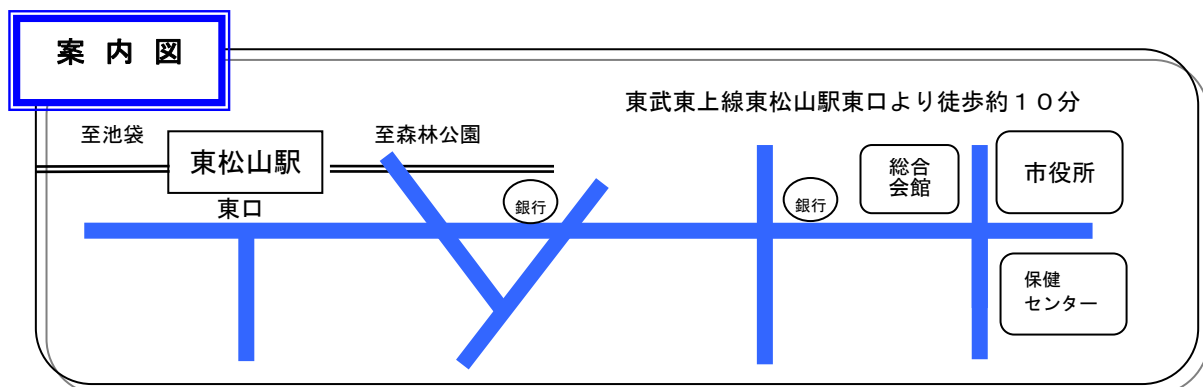 案 内 図
東武東上線東松山駅東口より徒歩約１０分
至池袋
東松山駅
至森林公園
東口
銀行
銀行
総合
会館
市役所
保健
センター